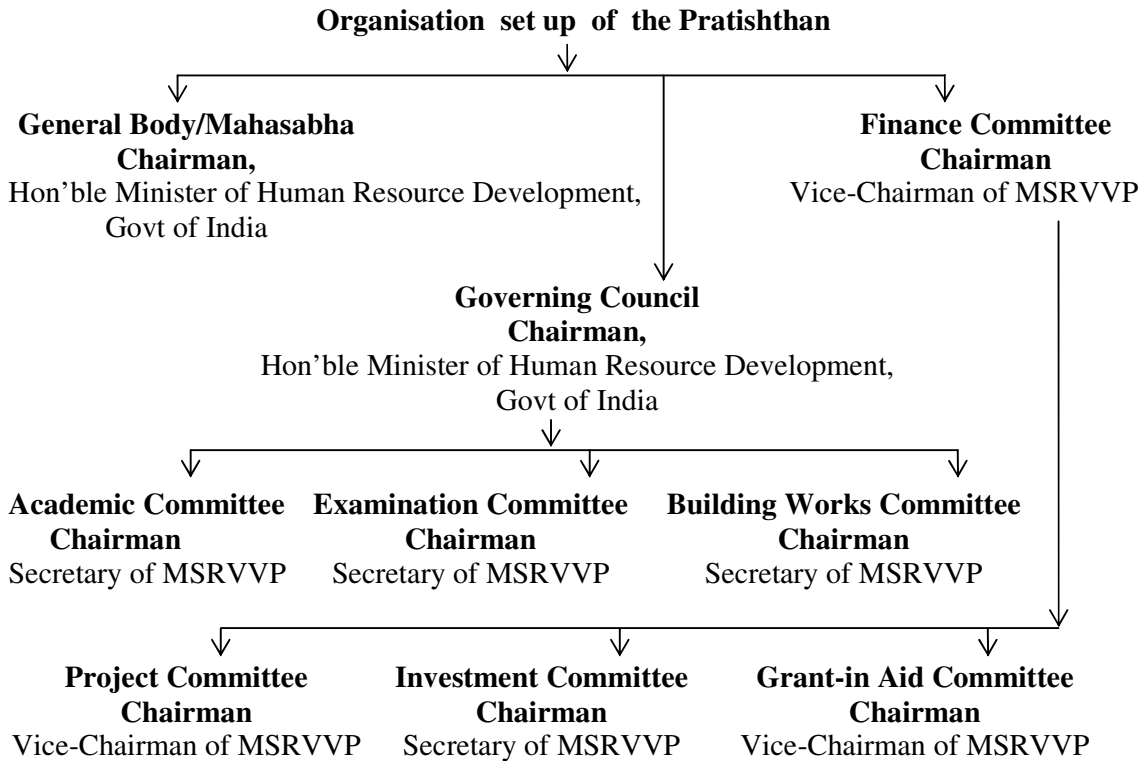 Organisation set up of the Pratishthan
General Body/Mahasabha
Chairman,
Hon’ble Minister of Human Resource Development,
Govt of India
Finance Committee
Chairman
Vice-Chairman of MSRVVP
Governing Council
Chairman,
Hon’ble Minister of Human Resource Development,
Govt of India
Academic Committee
Chairman
Secretary of MSRVVP
Examination Committee
Chairman
Secretary of MSRVVP
Building Works Committee
Chairman
Secretary of MSRVVP
Project Committee
Chairman
Vice-Chairman of MSRVVP
Investment Committee
Chairman
Secretary of MSRVVP
Grant-in Aid Committee
Chairman
Vice-Chairman of MSRVVP